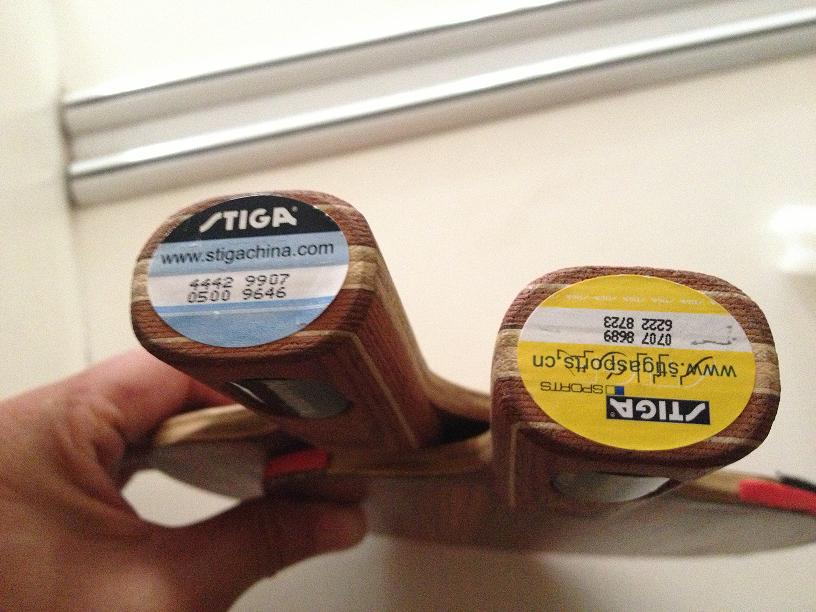 STIGA
www.stigachina.com
4442 9907
0500 9646
STIGA
SPORTS
www.stigasports.cn
0707 8689
6222 8723